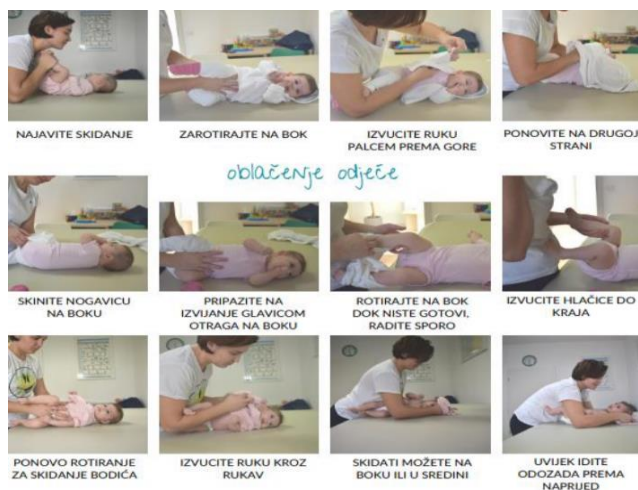 NAJAVITE SKIDANJE
ZAROTIRAJTE NA BOK
IZVUCITE RUKU
PALCEM PREMA GORE
PONOVITE NA DRUGOJ
STRANI
oblačenje odjeće
SKINITE NOGAVICU
NA BOKU
PRIPAZITE NA
IZVIJANJE GLAVICOM
OTRAGA NA BOKU
ROTIRAJTE NA BOK
DOK NISTE GOTOVI,
RADITE SPORO
IZVUCITE HLAČICE DO
KRAJA
PONOVO ROTIRANJE
ZA SKIDANJE BODIĆA
IZVUCITE RUKU KROZ
RUKAV
SKIDATI MOŽETE NA
BOKU ILI U SREDINI
UVIJEK IDITE
ODOZADA PREMA
NAPRIJED